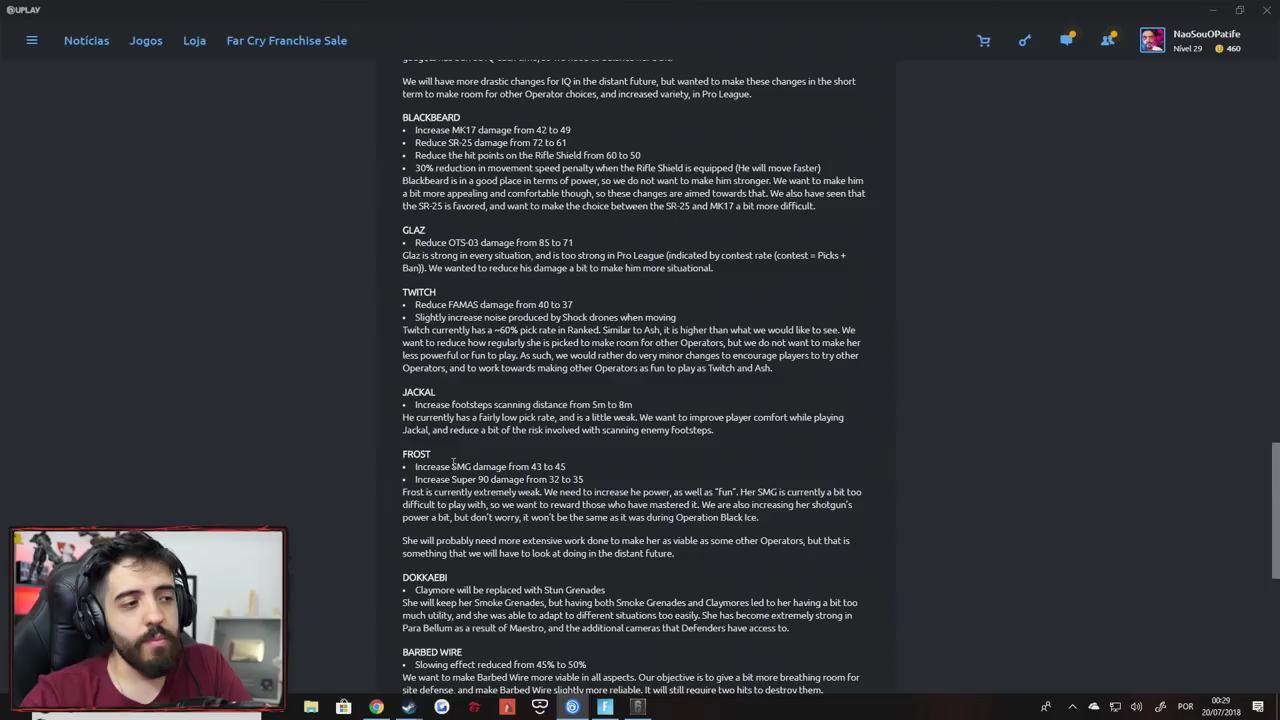 UPLAY
Notícias Jogos Loja Far Cry Franchise Sale
NaoSouOPatife
Nível 29 460
We will have more drastic changes for IQ in the distant future, but wanted to make these changes in the short
term to make room for other Operator choices, and increased variety, in Pro League.
BLACKBEARD
• Increase MK17 damage from 42 to 49
• Reduce SR-25 damage from 72 to 61
• Reduce the hit points on the Rifle Shield from 60 to 50
• 30% reduction in movement speed penalty when the Rifle Shield is equipped (He will move faster)
Blackbeard is in a good place in terms of power, so we do not want to make him stronger. We want to make him
a bit more appealing and comfortable though, so these changes are aimed towards that. We also have seen that
the SR-25 is favored, and want to make the choice between the SR-25 and MK17 a bit more difficult.
GLAZ
• Reduce OTS-03 damage from 85 to 71
Glaz is strong in every situation, and is too strong in Pro League (indicated by contest rate (contest = Picks +
Ban)). We wanted to reduce his damage a bit to make him more situational.
TWITCH
• Reduce FAMAS damage from 40 to 37
• Slightly increase noise produced by Shock drones when moving
Twitch currently has a ~60% pick rate in Ranked. Similar to Ash, it is higher than what we would like to see. We
want to reduce how regularly she is picked to make room for other Operators, but we do not want to make her
less powerful or fun to play. As such, we would rather do very minor changes to encourage players to try other
Operators, and to work towards making other Operators as fun to play as Twitch and Ash.
JACKAL
• Increase footsteps scanning distance from 5m to 8m
He currently has a fairly low pick rate, and is a little weak. We want to improve player comfort while playing
Jackal, and reduce a bit of the risk involved with scanning enemy footsteps.
FROST
• Increase SMG damage from 43 to 45
• Increase Super 90 damage from 32 to 35
Frost is currently extremely weak. We need to increase he power, as well as “fun”. Her SMG is currently a bit too
difficult to play with, so we want to reward those who have mastered it. We are also increasing her shotgun’s
power a bit, but don’t worry, it won’t be the same as it was during Operation Black Ice.
She will probably need more extensive work done to make her as viable as some other Operators, but that is
something that we will have to look at doing in the distant future.
DOKKAEBI
• Claymore will be replaced with Stun Grenades
She will keep her Smoke Grenades, but having both Smoke Grenades and Claymores led to her having a bit too
much utility, and she was able to adapt to different situations too easily. She has become extremely strong in
Para Bellum as a result of Maestro, and the additional cameras that Defenders have access to.
BARBED WIRE
• Slowing effect reduced from 45% to 50%
We want to make Barbed Wire more viable in all aspects. Our objective is to give a bit more breathing room for
site defense, and make Barbed Wire slightly more reliable. It will still require two hits to destroy them.
POR
00:29
20/07/2018